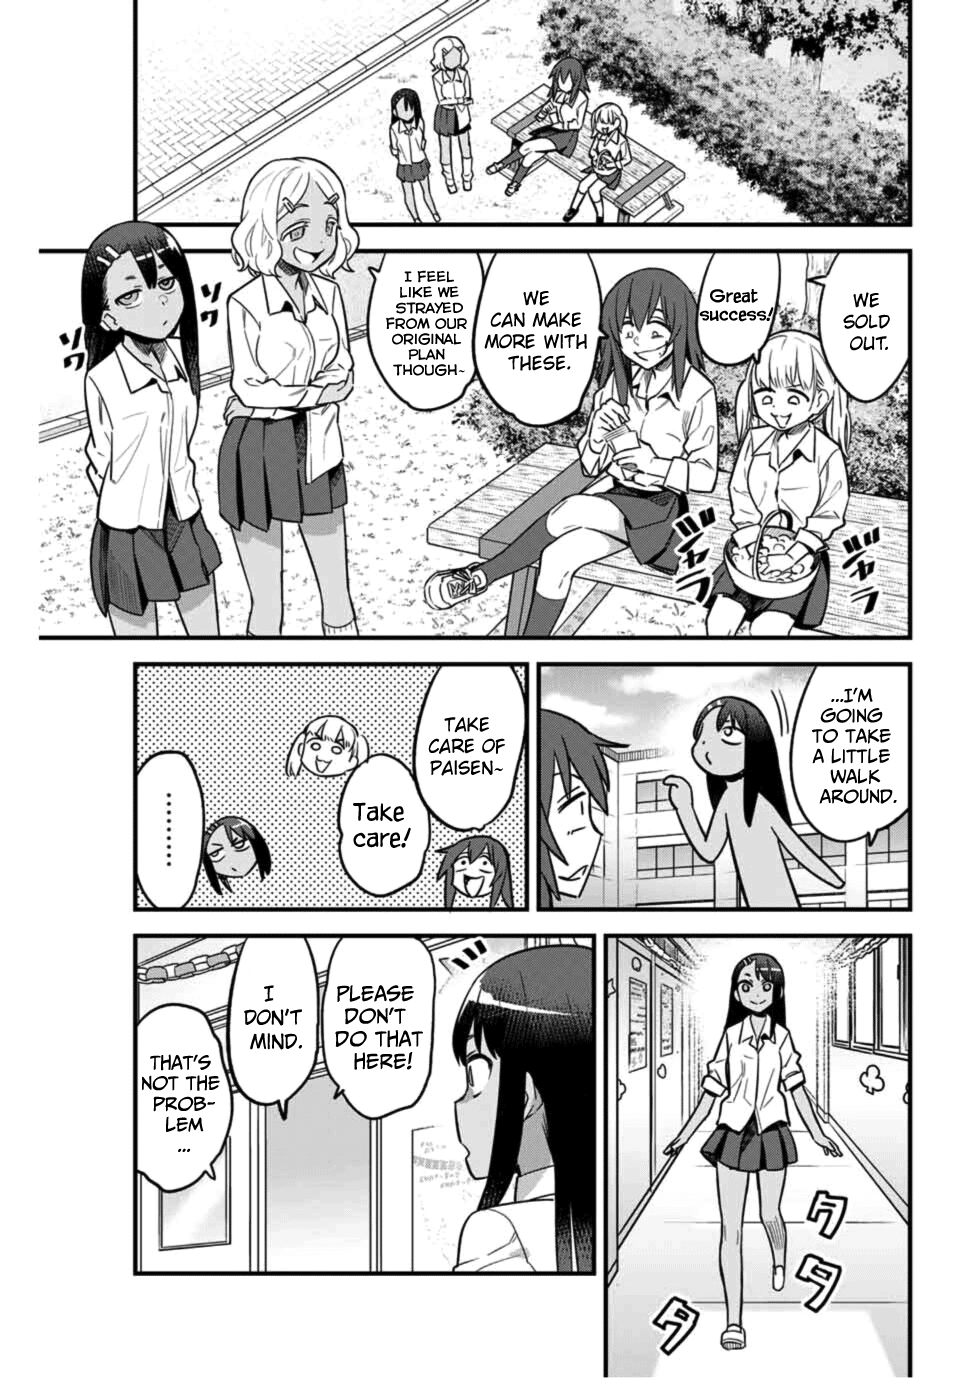 WE
SOLD
OUT.
Great
success!
WE
CAN MAKE
MORE WITH
THESE.
I FEEL
LIKE WE
STRAYED
FROM OUR
ORIGINAL
PLAN
THOUGH~
ジャラ
ジャラ
ソワ
ソワ
...I'M
GOING
TO TAKE
A LITTLE
WALK
AROUND.
TAKE
CARE OF
PAISEN~
Take
care!
.........
タ
タ
タ
PLEASE
DON'T
DO THAT
HERE!
I
DON'T
MIND.
THAT'S
NOT THE
PROB-
LEM
...